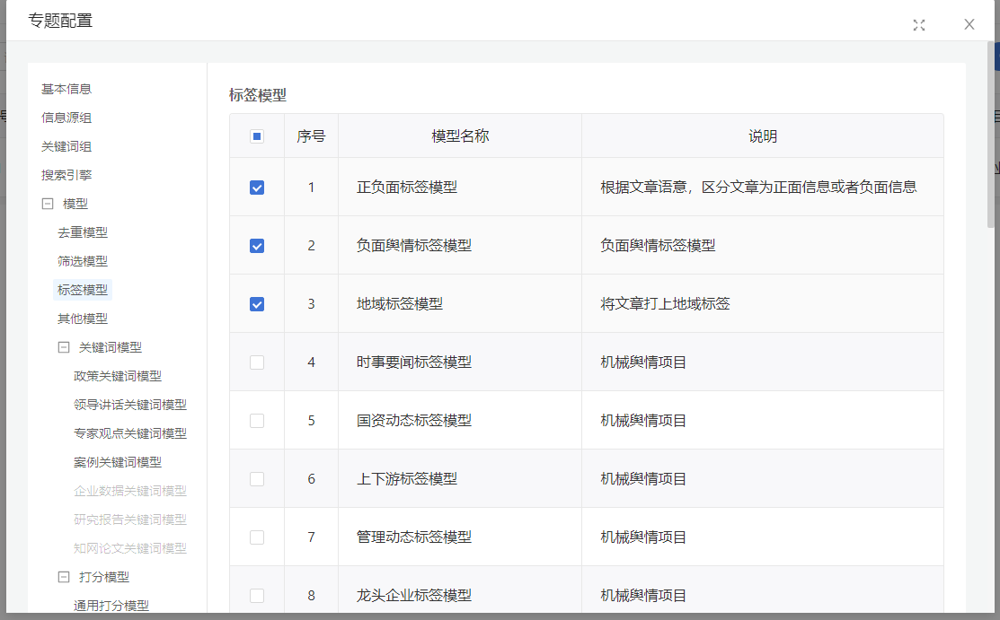 专题配置
基本信息
信息源组
关键词组
搜索引擎
模型
去重模型
筛选模型
标签模型
其他模型
关键词模型
政策关键词模型
领导讲话关键词模型
专家观点关键词模型
案例关键词模型
企业数据关键词模型
研究报告关键词模型
知网论文关键词模型
打分模型
通用打分模型
标签模型
序号 模型名称 说明
1 正负面标签模型 根据文章语意，区分文章为正面信息或者负面信息
2 负面舆情标签模型 负面舆情标签模型
3 地域标签模型 将文章打上地域标签
4 时事要闻标签模型 机械舆情项目
5 国资动态标签模型 机械舆情项目
6 上下游标签模型 机械舆情项目
7 管理动态标签模型 机械舆情项目
8 龙头企业标签模型 机械舆情项目